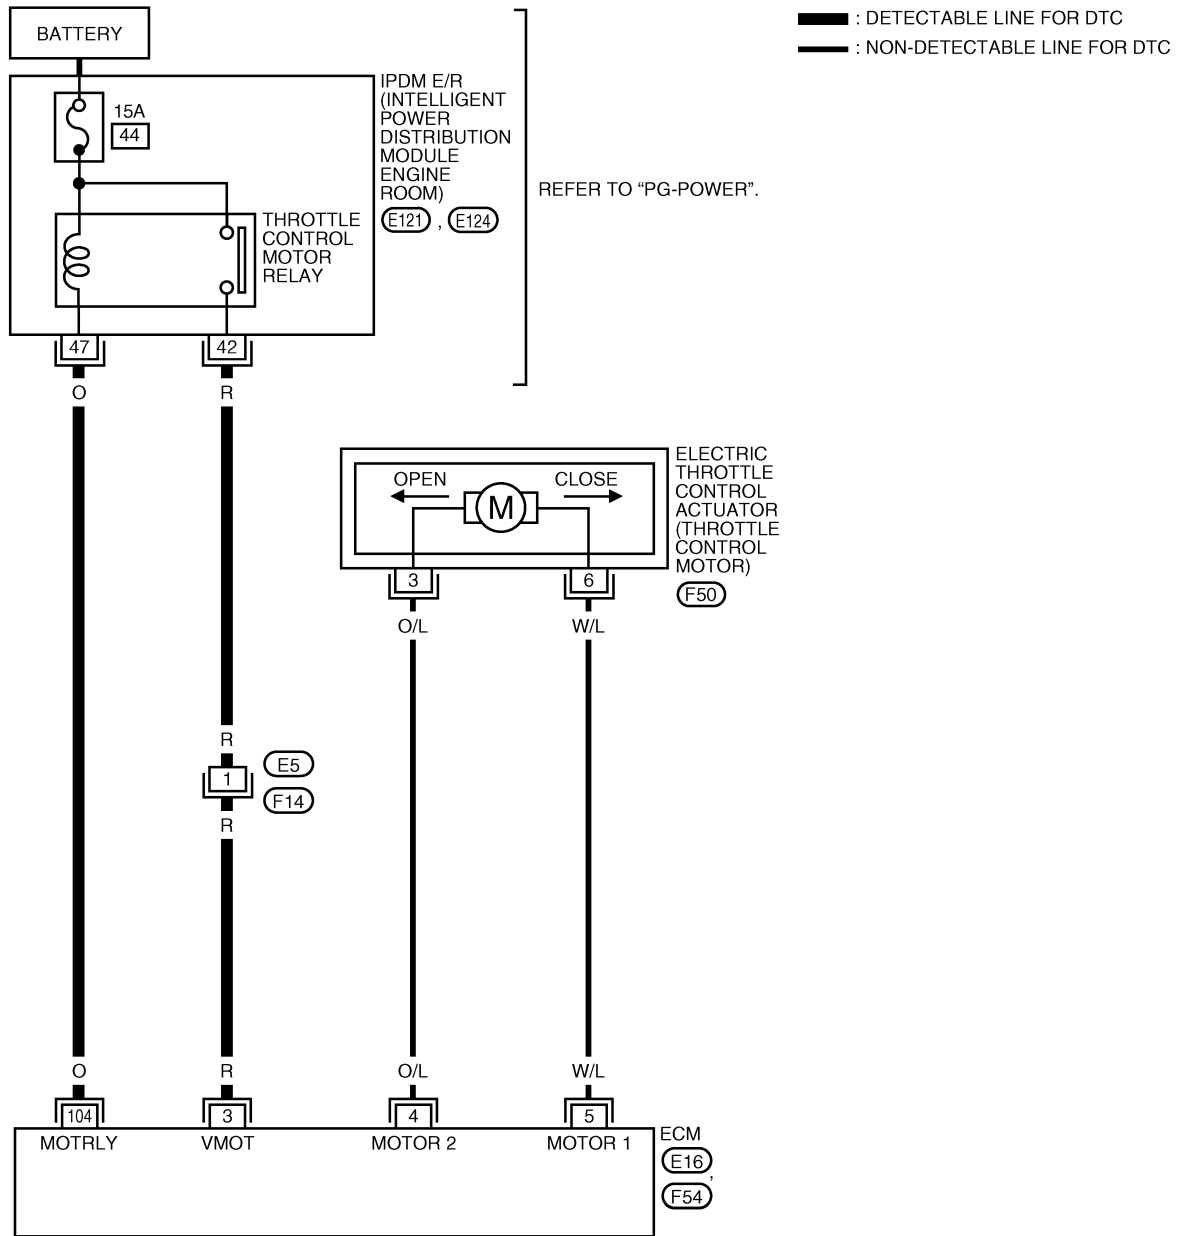 BATTERY
: DETECTABLE LINE FOR DTC
: NON-DETECTABLE LINE FOR DTC
15A
44
IPDM E/R
(INTELLIGENT
POWER
DISTRIBUTION
MODULE
ENGINE
ROOM)
E121 , E124
REFER TO “PG-POWER”.
THROTTLE
CONTROL
MOTOR
RELAY
47 42
O R
ELECTRIC
THROTTLE
CONTROL
ACTUATOR
(THROTTLE
CONTROL
MOTOR)
F50
OPEN CLOSE
M
3 6
O/L W/L
R
1
E5
F14
R
O R O/L W/L
104 3 4 5
MOTRLY VMOT MOTOR 2 MOTOR 1
ECM
E16 ,
F54